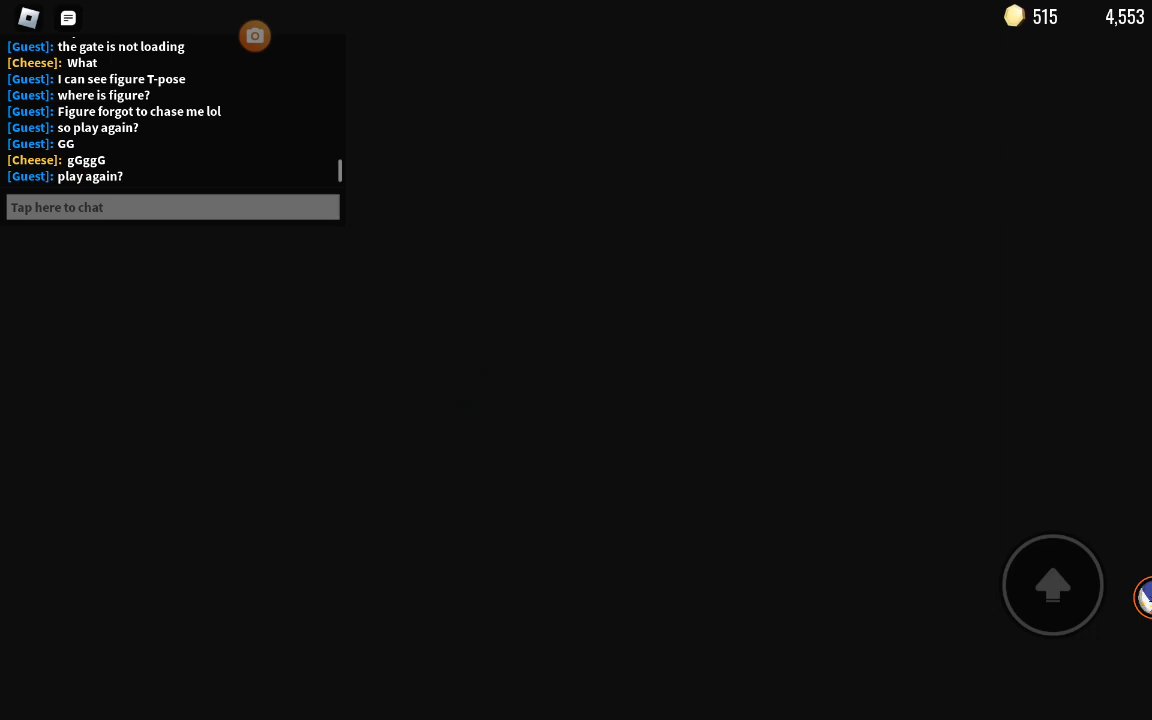 515 4,553
[Guest]: the gate is not loading
[Cheese]: What
[Guest]: I can see figure T-pose
[Guest]: where is figure?
[Guest]: Figure forgot to chase me lol
[Guest]: so play again?
[Guest]: GG
[Cheese]: gGggG
[Guest]: play again?
Tap here to chat